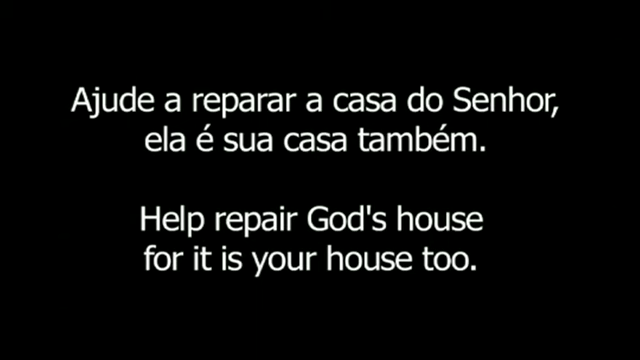 Ajude a reparar a casa do Senhor,
ela é sua casa também.
Help repair God's house
for it is your house too.